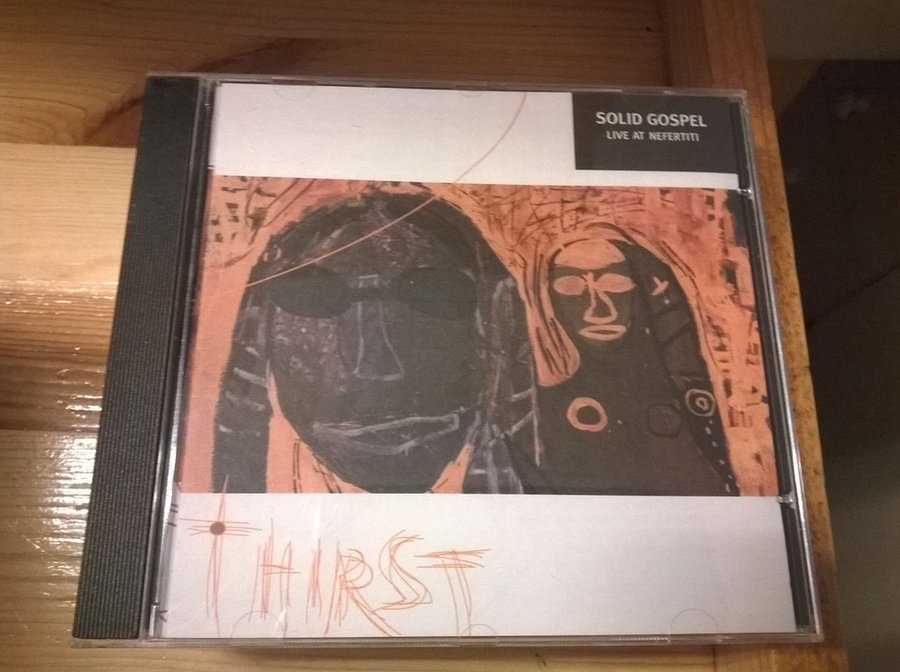 SOLID GOSPEL
LIVE AT NEFERTITI
THIRST